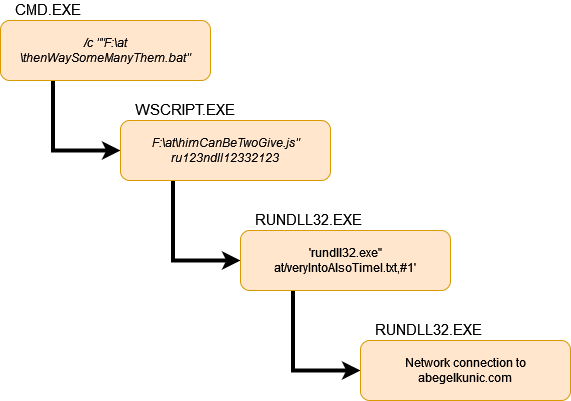 CMD.EXE
/c ""F:\at
\thenWaySomeManyThem.bat"
WSCRIPT.EXE
F:\at\himCanBeTwoGive.js"
ru123ndll12332123
RUNDLL32.EXE
'rundll32.exe"
at/veryIntoAlsoTimeI.txt,#1'
RUNDLL32.EXE
Network connection to
abegelkunic.com